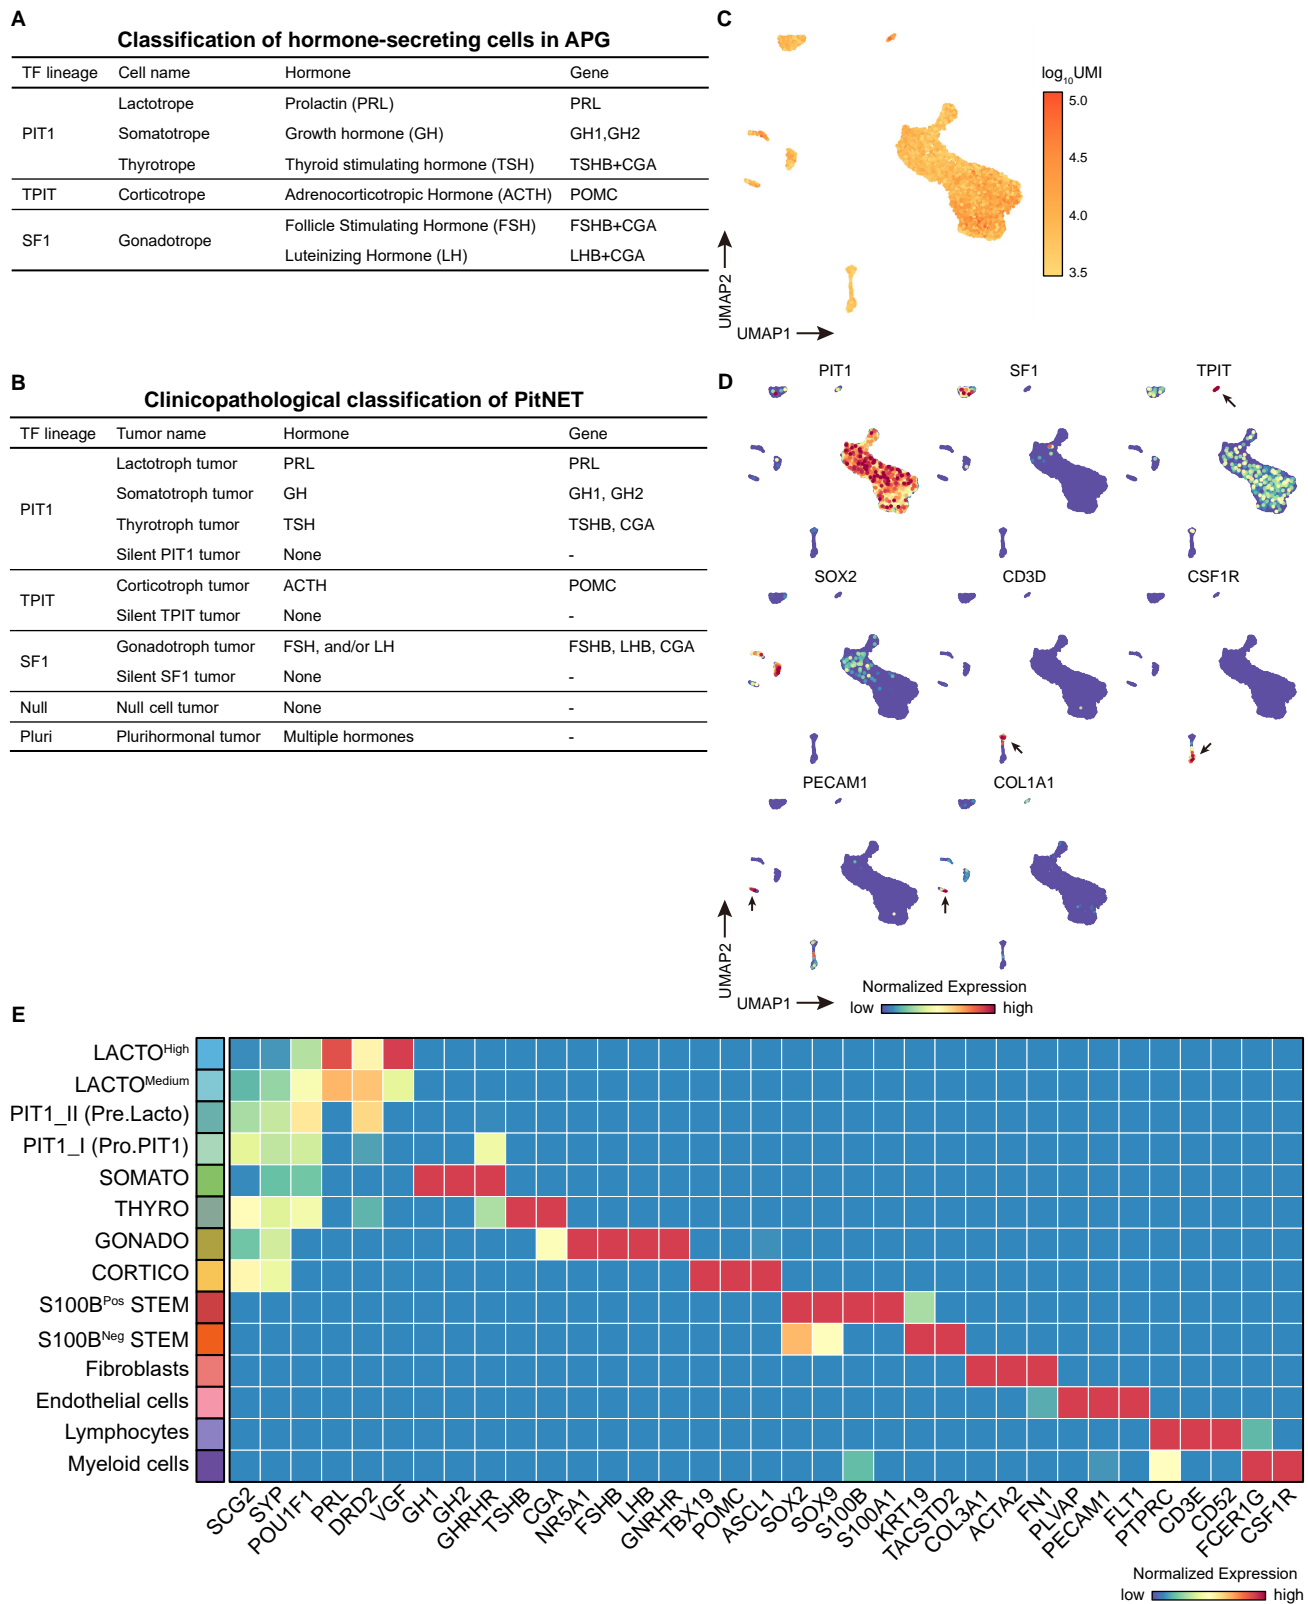 A
Classification of hormone-secreting cells in APG
TF lineage Cell name Hormone Gene
Lactotrope Prolactin (PRL) PRL
PIT1 Somatotrope Growth hormone (GH) GH1,GH2
Thyrotrope Thyroid stimulating hormone (TSH) TSHB+CGA
TPIT Corticotrope Adrenocorticotropic Hormone (ACTH) POMC
SF1 Gonadotrope Follicle Stimulating Hormone (FSH) FSHB+CGA
Luteinizing Hormone (LH) LHB+CGA
B
Clinicopathological classification of PitNET
TF lineage Tumor name Hormone Gene
PIT1 Lactotroph tumor PRL PRL
Somatotroph tumor GH GH1, GH2
Thyrotroph tumor TSH TSHB, CGA
Silent PIT1 tumor None -
TPIT Corticotroph tumor ACTH POMC
Silent TPIT tumor None -
SF1 Gonadotroph tumor FSH, and/or LH FSHB, LHB, CGA
Silent SF1 tumor None -
Null Null cell tumor None -
Pluri Plurihormonal tumor Multiple hormones -
C
log10UMI
5.0
4.5
4.0
3.5
UMAP2
UMAP1
D
PIT1 SF1 TPIT
SOX2 CD3D CSF1R
PECAM1 COL1A1
UMAP2
UMAP1
Normalized Expression
low high
E
LACTOHigh
LACTOMedium
PIT1_II (Pre.Lacto)
PIT1_I (Pro.PIT1)
SOMATO
THYRO
GONADO
CORTICO
S100BPos STEM
S100BNeg STEM
Fibroblasts
Endothelial cells
Lymphocytes
Myeloid cells
SCG2
SYP
POU1F1
PRL
DRD2
VGF
GH1
GH2
GHRHR
TSHB
CGA
NR5A1
FSHB
LHB
GNRHR
TBX19
POMC
ASCL1
SOX2
SOX9
S100B
S100A1
KRT19
TACSTD2
COL3A1
ACTA2
FN1
PLVAP
PECAM1
FLT1
PTPRC
CD3E
CD52
FCER1G
CSF1R
Normalized Expression
low high